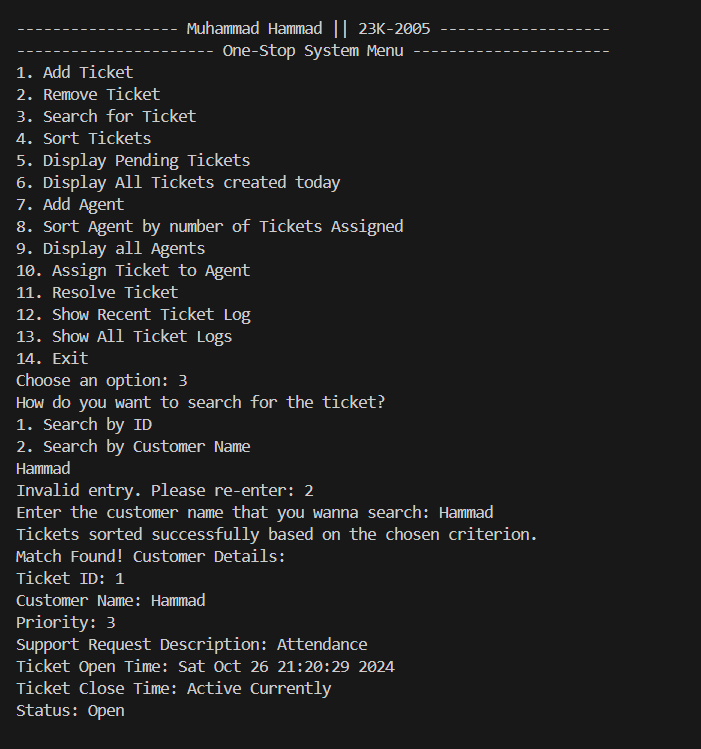 ------------------ Muhammad Hammad || 23K-2005 -------------------
---------------------- One-Stop System Menu ----------------------
1. Add Ticket
2. Remove Ticket
3. Search for Ticket
4. Sort Tickets
5. Display Pending Tickets
6. Display All Tickets created today
7. Add Agent
8. Sort Agent by number of Tickets Assigned
9. Display all Agents
10. Assign Ticket to Agent
11. Resolve Ticket
12. Show Recent Ticket Log
13. Show All Ticket Logs
14. Exit
Choose an option: 3
How do you want to search for the ticket?
1. Search by ID
2. Search by Customer Name
Hammad
Invalid entry. Please re-enter: 2
Enter the customer name that you wanna search: Hammad
Tickets sorted successfully based on the chosen criterion.
Match Found! Customer Details:
Ticket ID: 1
Customer Name: Hammad
Priority: 3
Support Request Description: Attendance
Ticket Open Time: Sat Oct 26 21:20:29 2024
Ticket Close Time: Active Currently
Status: Open